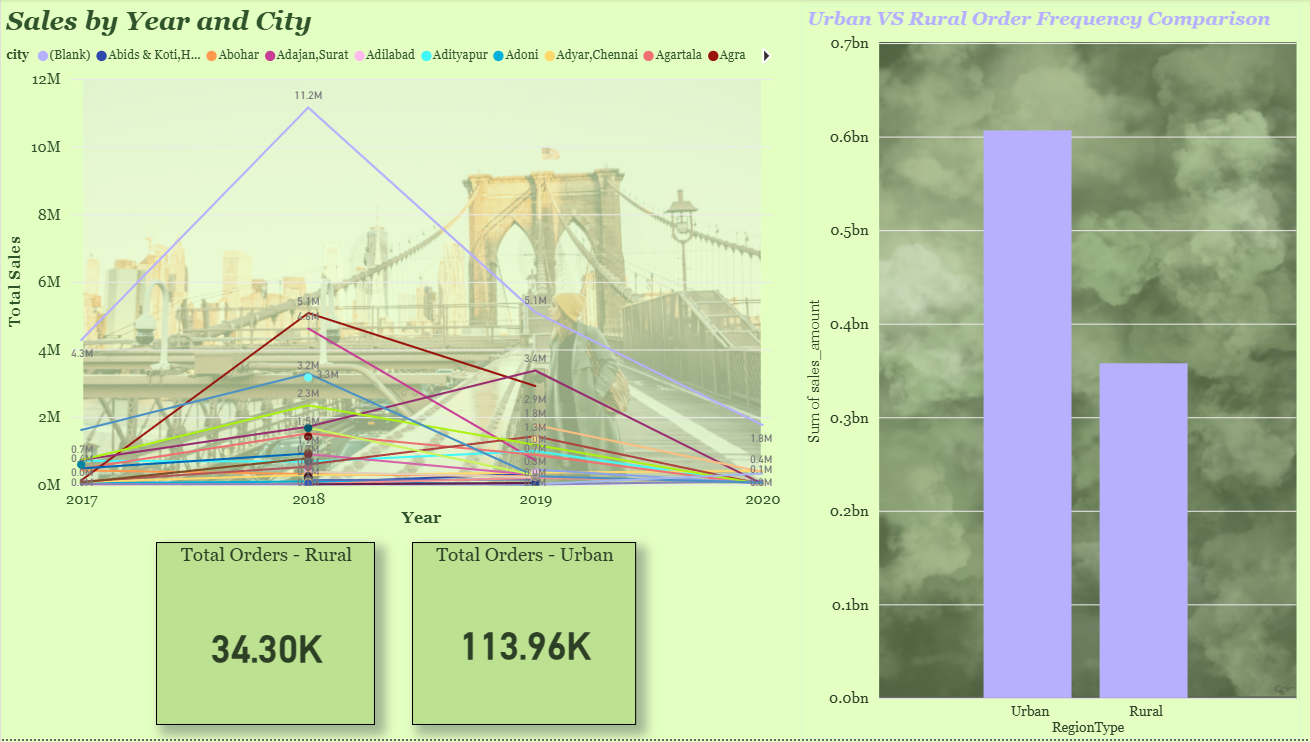 Sales by Year and City
city (Blank) Abids & Koti,H... Abohar Adajan,Surat Adilabad Adityapur Adoni Adyar,Chennai Agartala Agra
12M
11.2M
10M
8M
6M
5.1M
4.6M
5.1M
4M
4.3M
3.2M
3.3M
3.4M
2.3M
2.9M
2M
1.8M
1.8M
0.7M
0.7M
0.4M
0.1M
0M
2017 2018 2019 2020
Total Sales
Year
Total Orders - Rural
34.30K
Total Orders - Urban
113.96K
Urban VS Rural Order Frequency Comparison
0.7bn
0.6bn
0.5bn
0.4bn
0.3bn
0.2bn
0.1bn
0.0bn
Sum of sales_amount
Urban Rural
RegionType